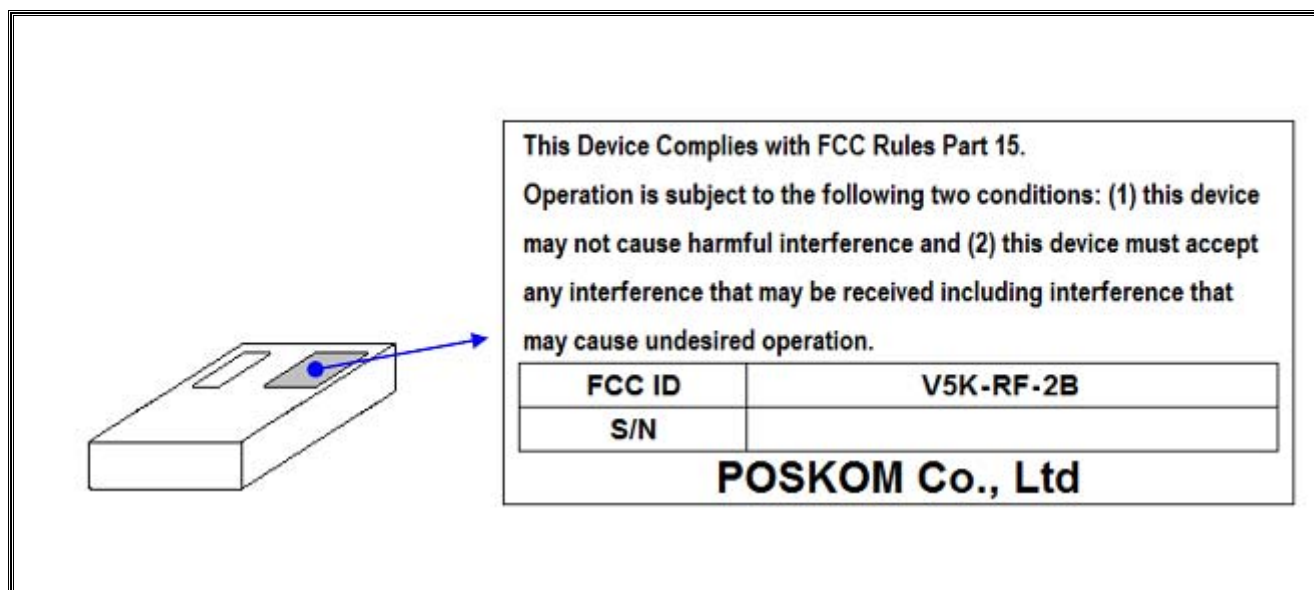 This Device Complies with FCC Rules Part 15.
Operation is subject to the following two conditions: (1) this device
may not cause harmful interference and (2) this device must accept
any interference that may be received including interference that
may cause undesired operation.
FCC ID V5K-RF-2B
S/N
POSKOM Co., Ltd